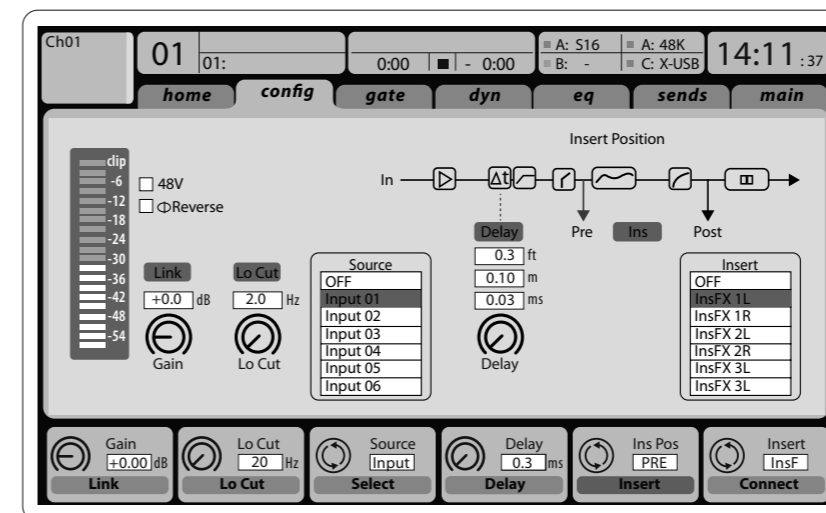 Ch01
01 01: 0:00 - 0:00 A: S16 A: 48K 14:11 :37
B: - C: X-USB
home config gate dyn eq sends main
Insert Position
clip
-6
-12
-18
-24
-30
-36
-42
-48
-54
48V
ΦReverse
In
Δt
Pre Ins Post
Link
+0.0 dB
Gain
Lo Cut
2.0 Hz
Lo Cut
Source
OFF
Input 01
Input 02
Input 03
Input 04
Input 05
Input 06
Delay
0.3 ft
0.10 m
0.03 ms
Delay
Insert
OFF
InsFX 1L
InsFX 1R
InsFX 2L
InsFX 2R
InsFX 3L
InsFX 3L
Gain
+0.00 dB
Link
Lo Cut
20 Hz
Lo Cut
Source
Input
Select
Delay
0.3 ms
Delay
Ins Pos
PRE
Insert
Insert
InsF
Connect